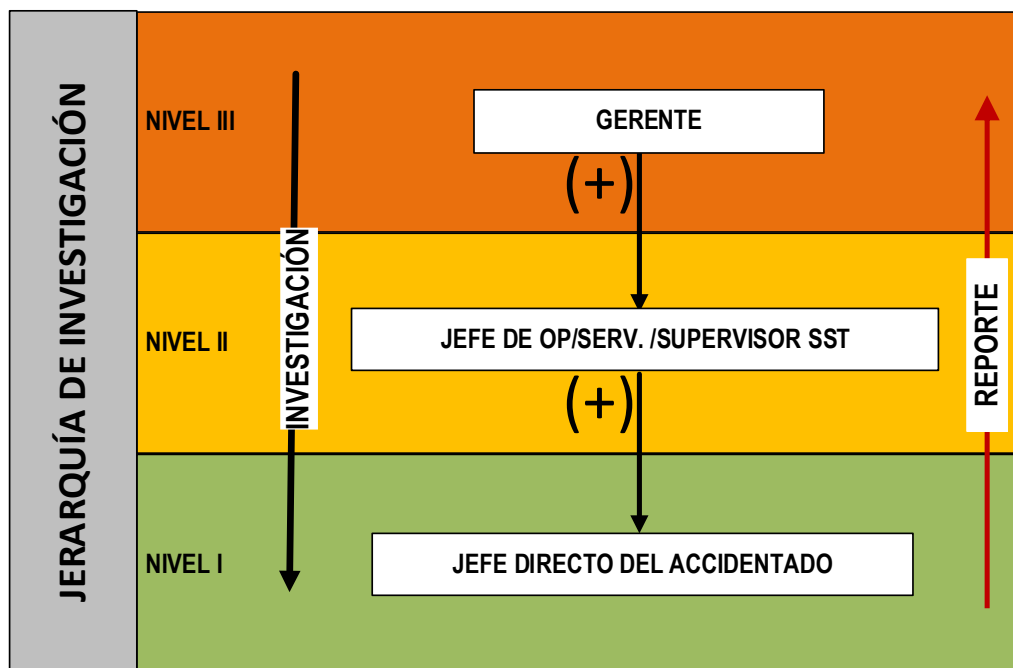 JERARQUÍA DE INVESTIGACIÓN
NIVEL III
GERENTE
(+)
INVESTIGACIÓN
REPORTE
NIVEL II
JEFE DE OP/SERV. /SUPERVISOR SST
(+)
NIVEL I
JEFE DIRECTO DEL ACCIDENTADO